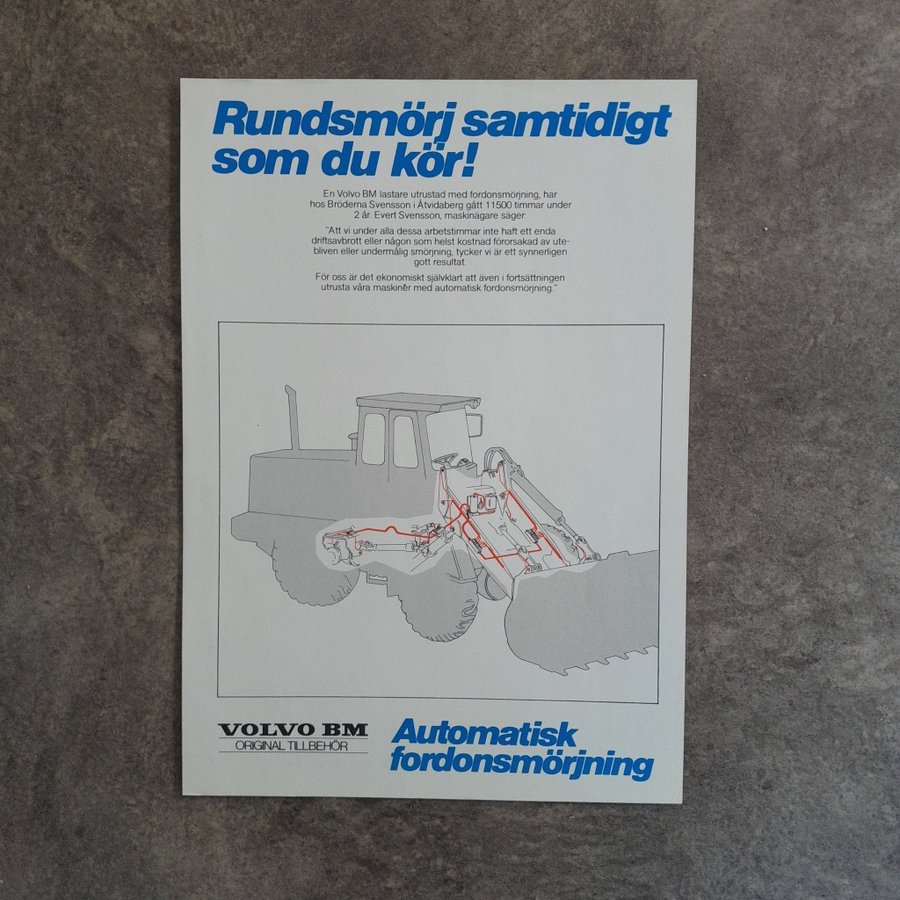 Rundsmörj samtidigt
som du kör!
En Volvo BM lastare utrustad med fordonsmörjning, har
hos Bröderna Svensson i Åtvidaberg gått 11500 timmar under
2 år. Evert Svensson, maskinägare säger:
"Att vi under alla dessa arbetstimmar inte haft ett enda
driftsavbrott eller någon som helst kostnad förorsakad av ute-
bliven eller undermålig smörjning, tycker vi är ett synnerligen
gott resultat.
För oss är det ekonomiskt självklart att även i fortsättningen
utrusta våra maskiner med automatisk fordonsmörjning."
VOLVO BM
ORIGINAL TILLBEHÖR
Automatisk
fordonsmörjning